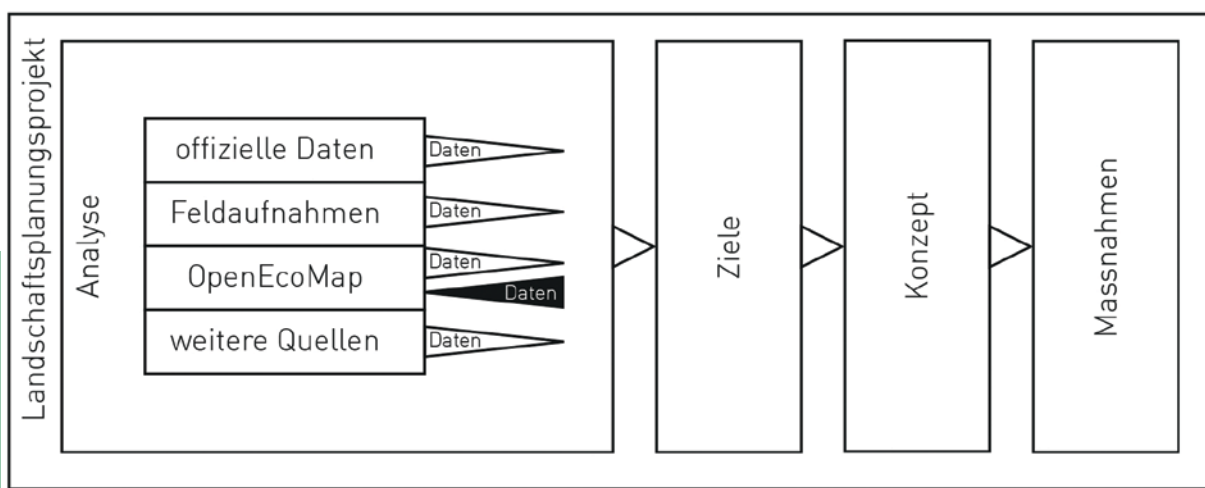 Landschaftsplanungsprojekt
Analyse
offizielle Daten
Daten
Feldaufnahmen
Daten
OpenEcoMap
Daten
Daten
weitere Quellen
Daten
Ziele
Konzept
Massnahmen